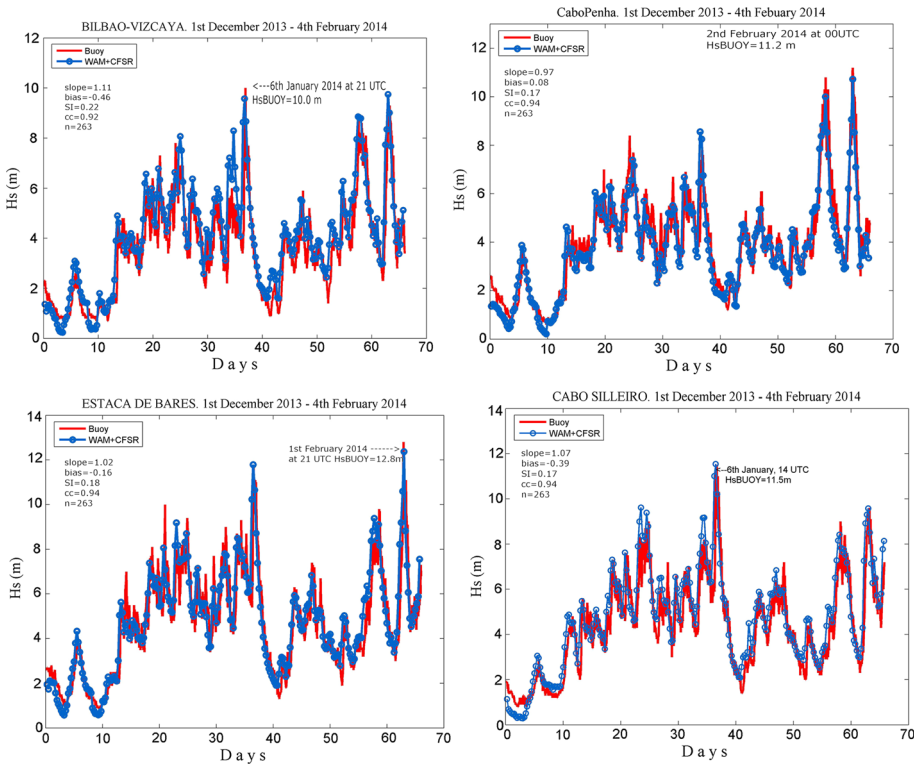 BILBAO-VIZCAYA. 1st December 2013 - 4th February 2014
12
10
8
6
4
2
0
Hs (m)
Buoy
WAM+CFSR
slope=1.11
bias=-0.46
SI=0.22
cc=0.92
n=263
<---6th January 2014 at 21 UTC
HsBUOY=10.0 m
0 10 20 30 40 50 60 70
Days
CaboPenha. 1st December 2013 - 4th February 2014
12
10
8
6
4
2
0
Hs (m)
Buoy
WAM+CFSR
slope=0.97
bias=0.08
SI=0.17
cc=0.94
n=263
2nd February 2014 at 00UTC
HsBUOY=11.2 m
0 10 20 30 40 50 60 70
Days
ESTACA DE BARES. 1st December 2013 - 4th February 2014
14
12
10
8
6
4
2
0
Hs (m)
Buoy
WAM+CFSR
slope=1.02
bias=-0.16
SI=0.18
cc=0.94
n=263
1st February 2014 ------>
at 21 UTC HsBUOY=12.8m
0 10 20 30 40 50 60 70
Days
CABO SILLEIRO. 1st December 2013 - 4th February 2014
14
12
10
8
6
4
2
0
Hs (m)
Buoy
WAM+CFSR
slope=1.07
bias=-0.39
SI=0.17
cc=0.94
n=263
<--6th January, 14 UTC
HsBUOY=11.5m
0 10 20 30 40 50 60 70
Days